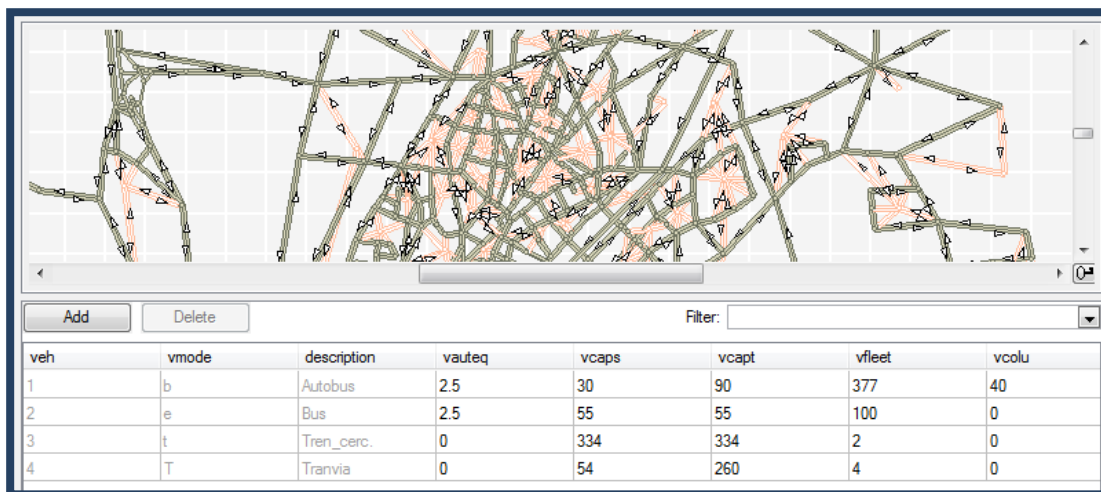 Add Delete Filter:
veh vmode description vauteq vcaps vcapt vfleet vcolu
1 b Autobus 2.5 30 90 377 40
2 e Bus 2.5 55 55 100 0
3 t Tren_cerc. 0 334 334 2 0
4 T Tranvia 0 54 260 4 0